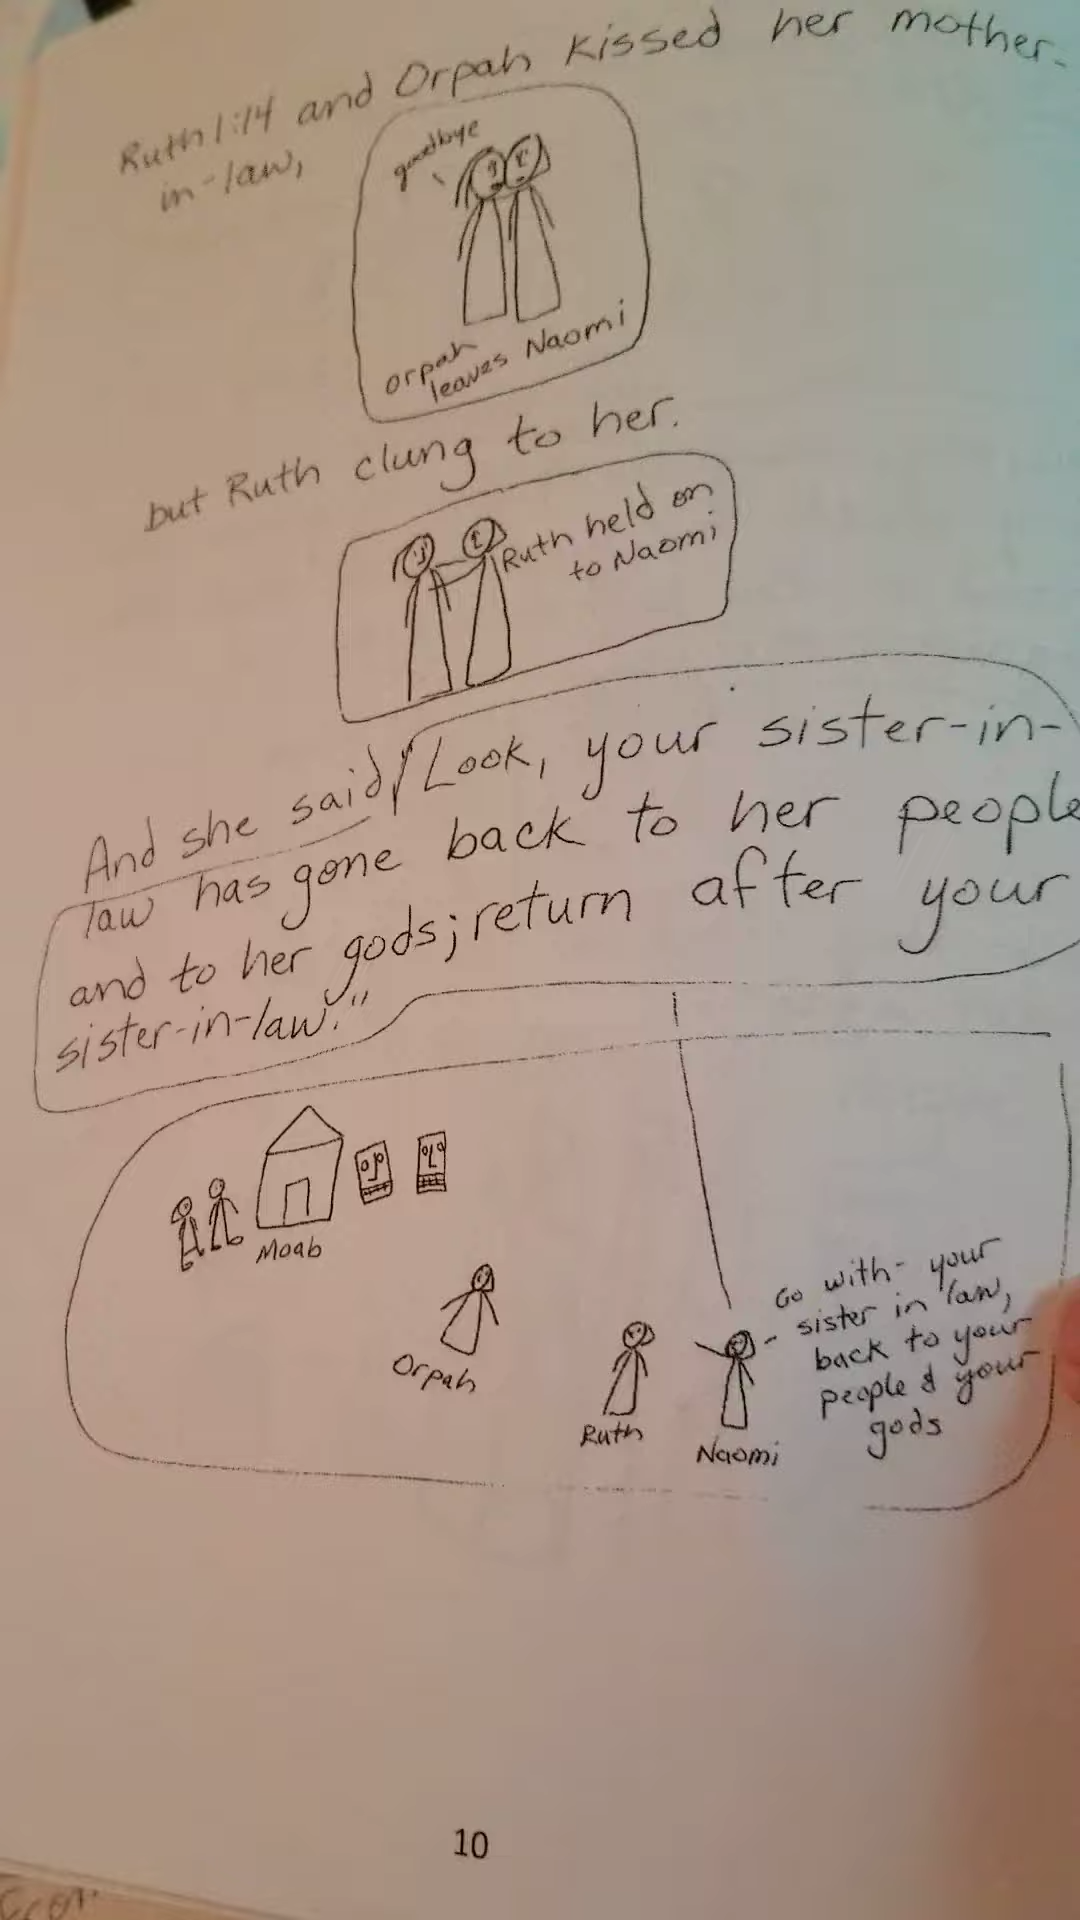 Ruth 1:14 and Orpah kissed her mother-
in-law,
goodbye
orpah
leaves Naomi
but Ruth clung to her.
Ruth held on
to Naomi
And she said, "Look, your sister-in-
law has gone back to her people
and to her gods; return after your
sister-in-law."
Moab
Orpah
Ruth
Naomi
Go with your
sister in law,
back to your
people & your
gods
10